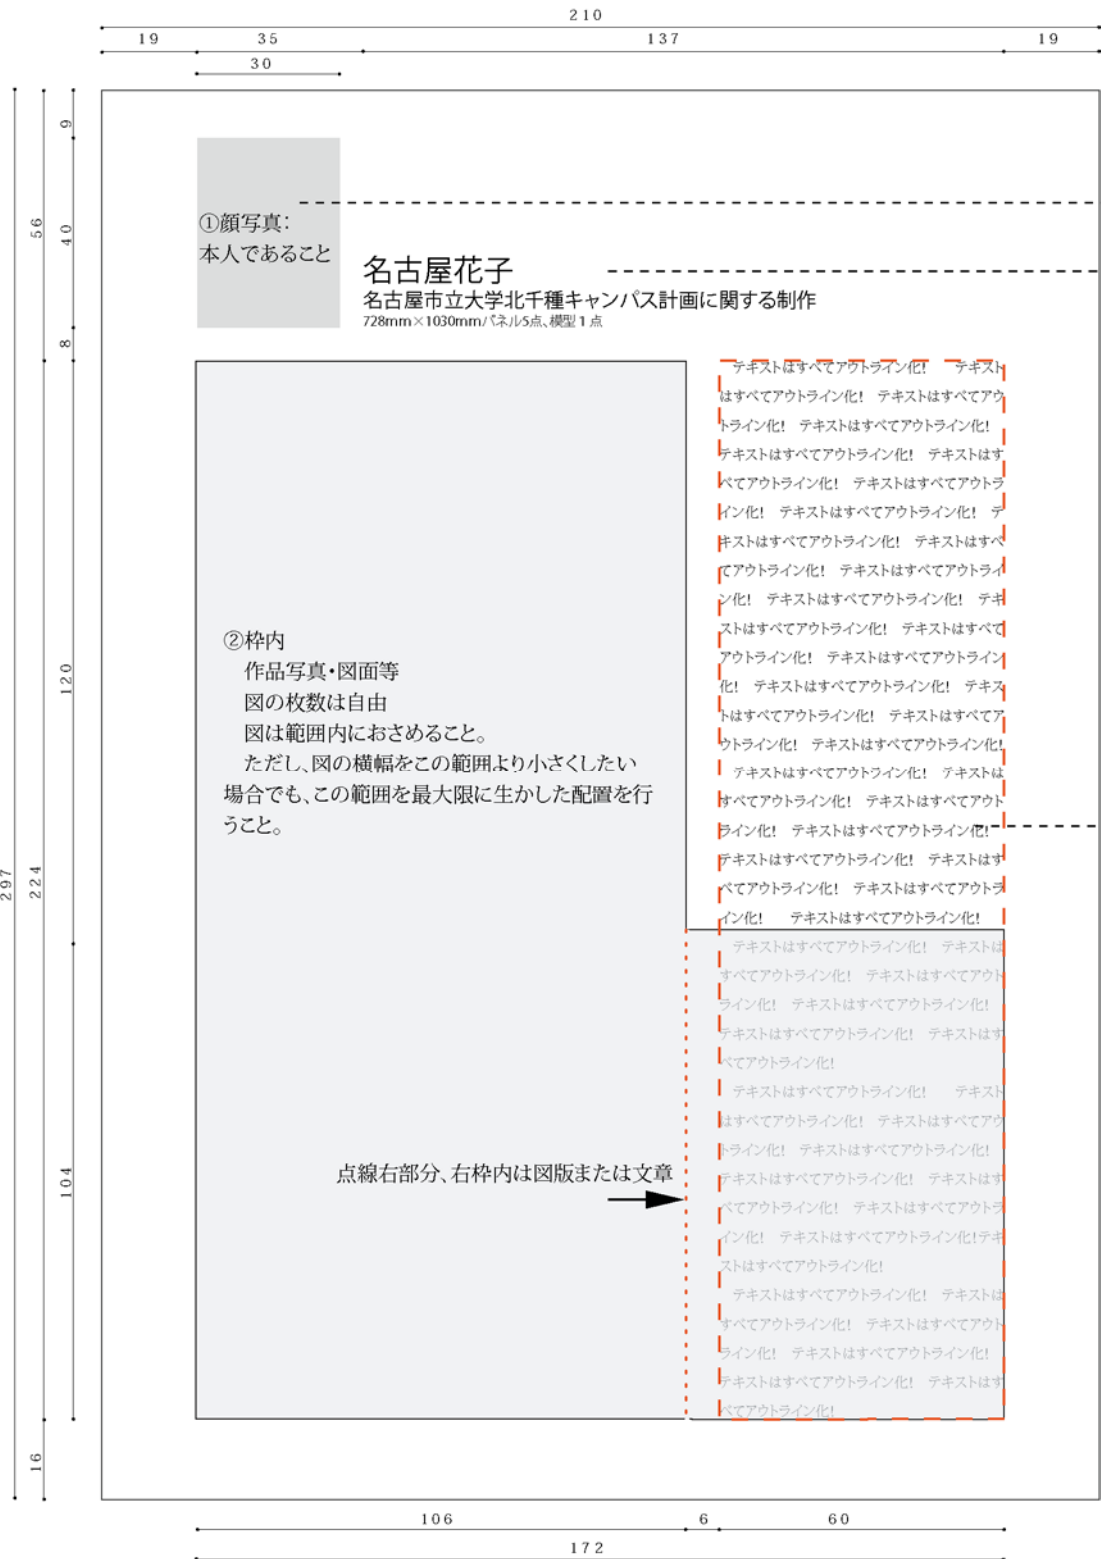 210
19 35 137 19
30
9
56
40
①顔写真：
本人であること
名古屋花子
名古屋市立大学北千種キャンパス計画に関する制作
728mm×1030mmパネル5点、模型1点
8
テキストはすべてアウトライン化!　テキスト
はすべてアウトライン化!　テキストはすべてアウ
トライン化!　テキストはすべてアウトライン化!
テキストはすべてアウトライン化!　テキストはす
べてアウトライン化!　テキストはすべてアウトラ
イン化!　テキストはすべてアウトライン化!　テ
キストはすべてアウトライン化!　テキストはすべ
てアウトライン化!　テキストはすべてアウトライ
ン化!　テキストはすべてアウトライン化!　テキ
ストはすべてアウトライン化!　テキストはすべて
アウトライン化!　テキストはすべてアウトライン
化!　テキストはすべてアウトライン化!　テキス
トはすべてアウトライン化!　テキストはすべてア
ウトライン化!　テキストはすべてアウトライン化!
テキストはすべてアウトライン化!　テキストは
すべてアウトライン化!　テキストはすべてアウト
ライン化!　テキストはすべてアウトライン化!
テキストはすべてアウトライン化!　テキストはす
べてアウトライン化!　テキストはすべてアウトラ
イン化!　テキストはすべてアウトライン化!
テキストはすべてアウトライン化!　テキストは
すべてアウトライン化!　テキストはすべてアウト
ライン化!　テキストはすべてアウトライン化!
テキストはすべてアウトライン化!　テキストはす
べてアウトライン化!
テキストはすべてアウトライン化!　テキスト
はすべてアウトライン化!　テキストはすべてアウ
トライン化!　テキストはすべてアウトライン化!
テキストはすべてアウトライン化!　テキストはす
べてアウトライン化!　テキストはすべてアウトラ
イン化!　テキストはすべてアウトライン化!テキ
ストはすべてアウトライン化!
テキストはすべてアウトライン化!　テキストは
すべてアウトライン化!　テキストはすべてアウト
ライン化!　テキストはすべてアウトライン化!
テキストはすべてアウトライン化!　テキストはす
べてアウトライン化!
②枠内
作品写真・図面等
図の枚数は自由
図は範囲内におさめること。
ただし、図の横幅をこの範囲より小さくしたい
場合でも、この範囲を最大限に生かした配置を行
うこと。
120
297
224
点線右部分、右枠内は図版または文章
104
16
106 6 60
172